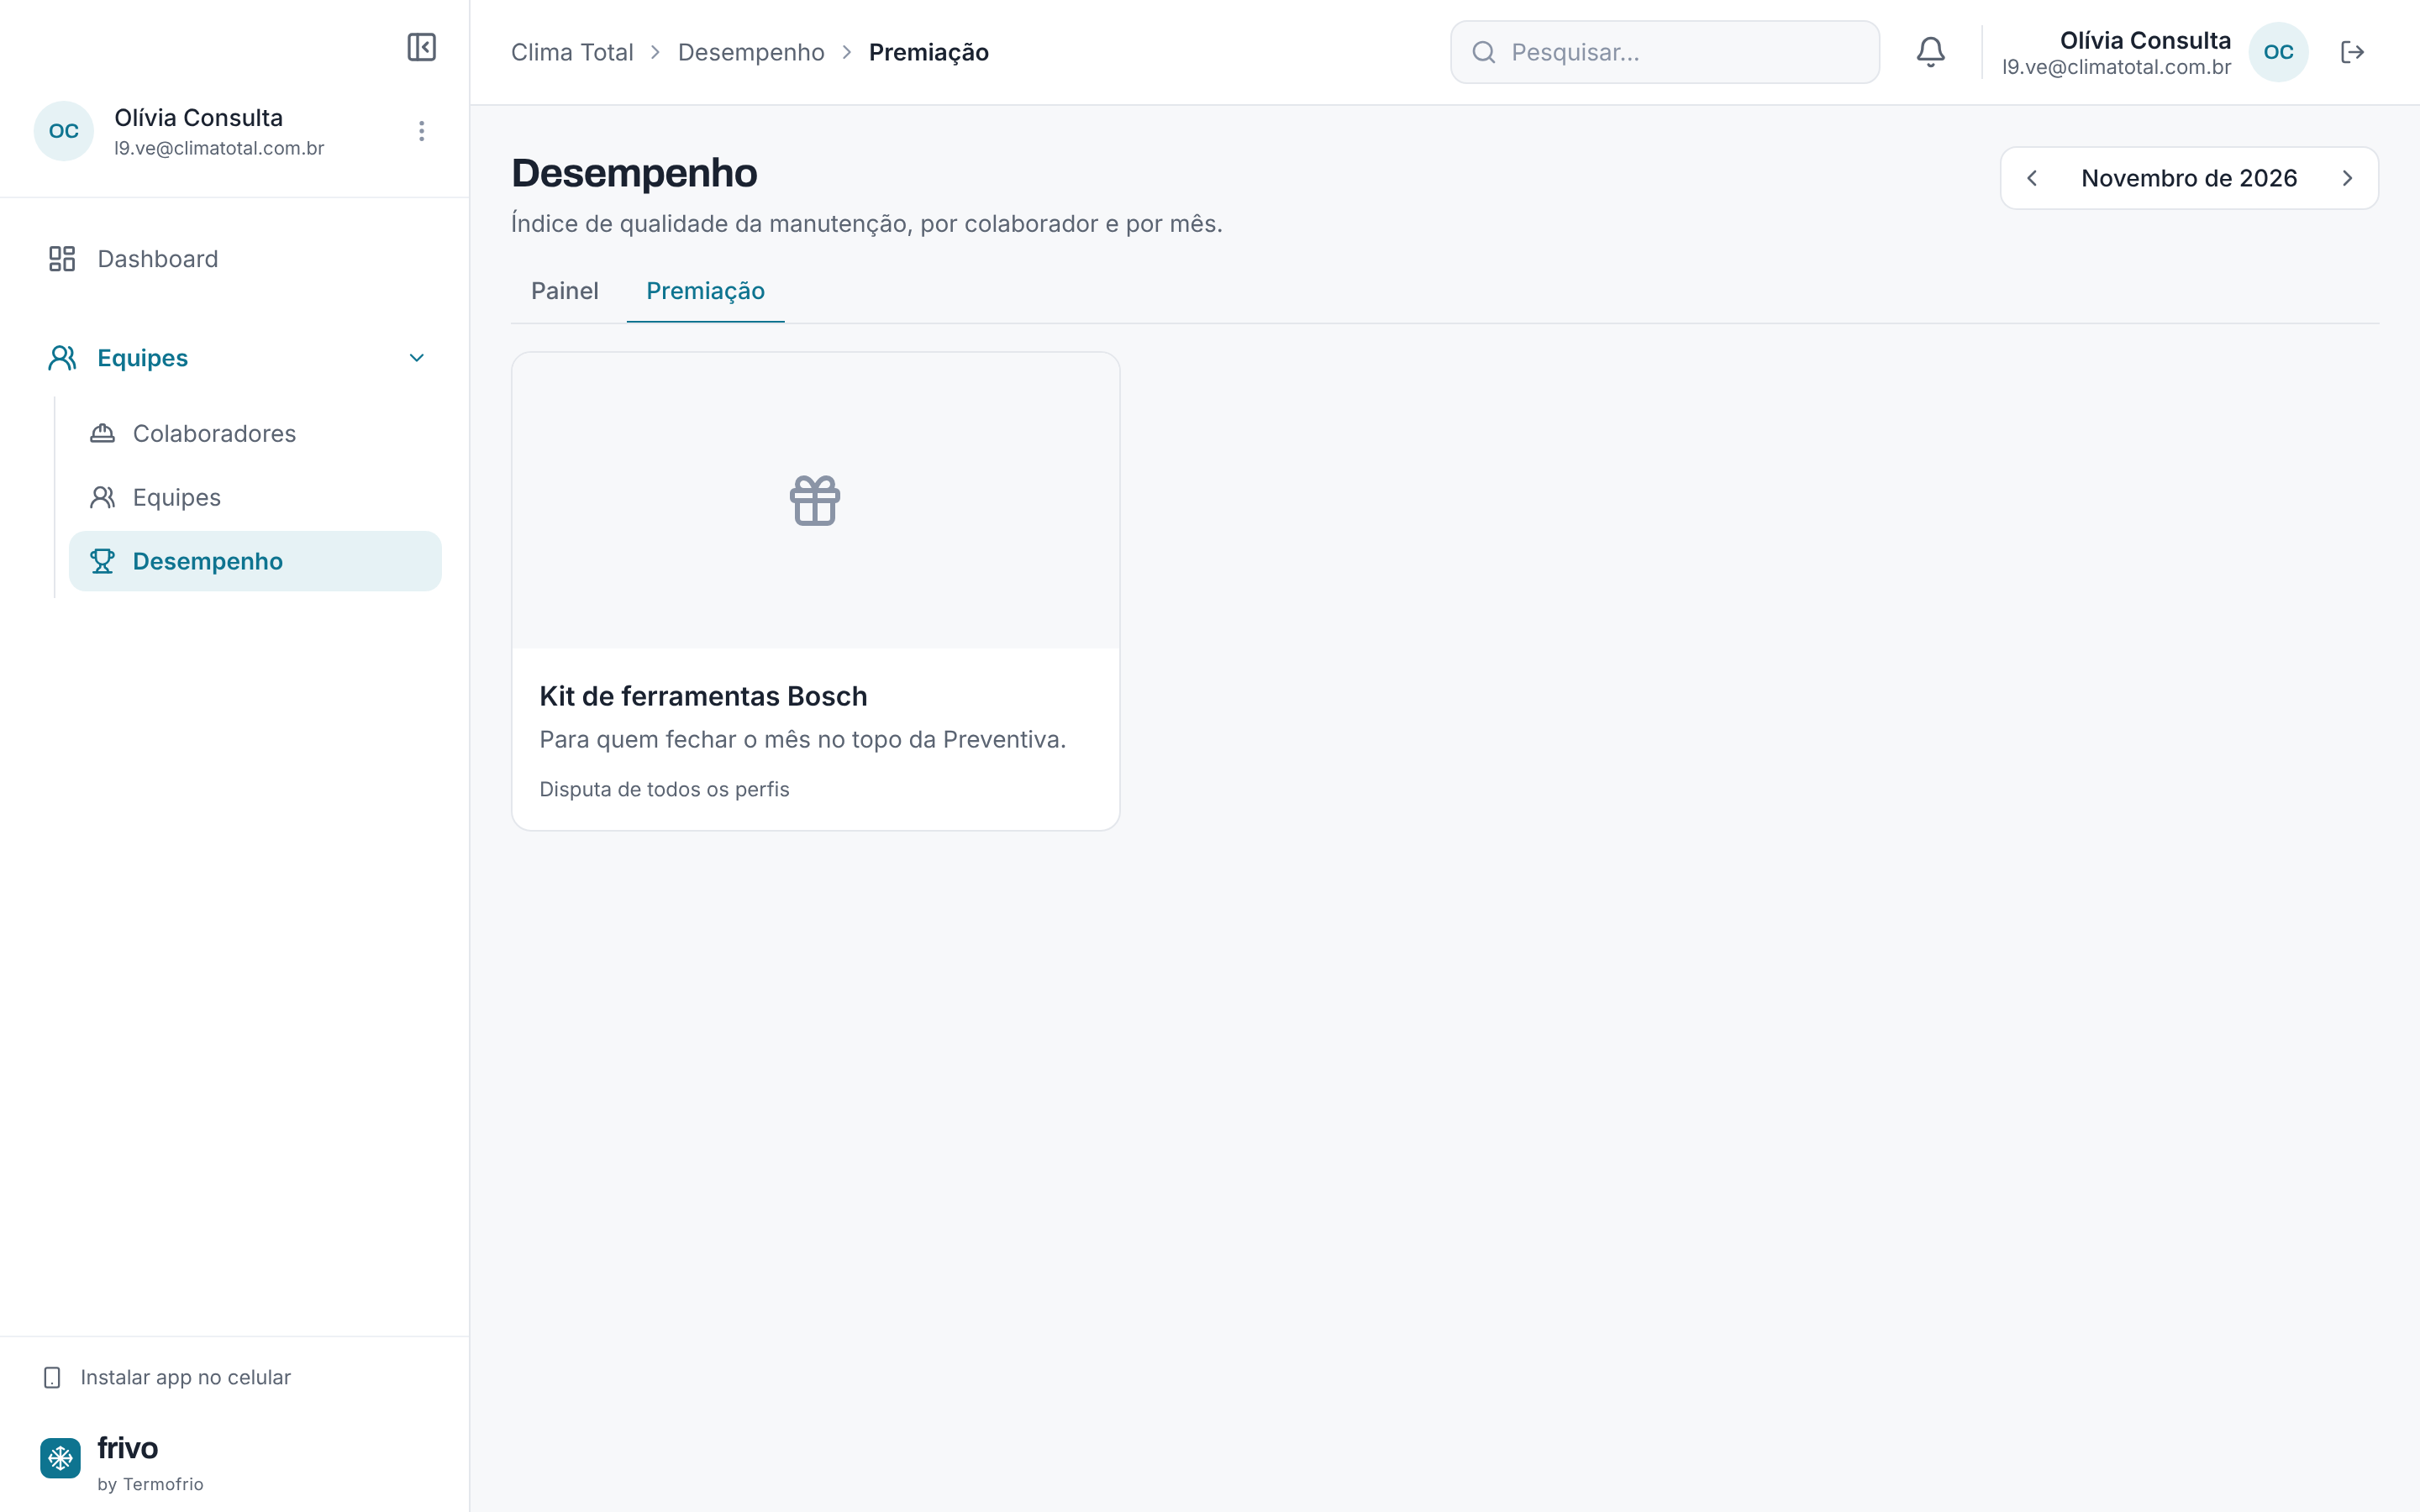 Olívia Consulta
l9.ve@climatotal.com.br
OC
Dashboard
Equipes
Colaboradores
Equipes
Desempenho
Instalar app no celular
frivo
by Termofrio
Clima Total > Desempenho > Premiação
Pesquisar...
Olívia Consulta
l9.ve@climatotal.com.br
OC
Desempenho
Índice de qualidade da manutenção, por colaborador e por mês.
Novembro de 2026
Painel Premiação
Kit de ferramentas Bosch
Para quem fechar o mês no topo da Preventiva.
Disputa de todos os perfis